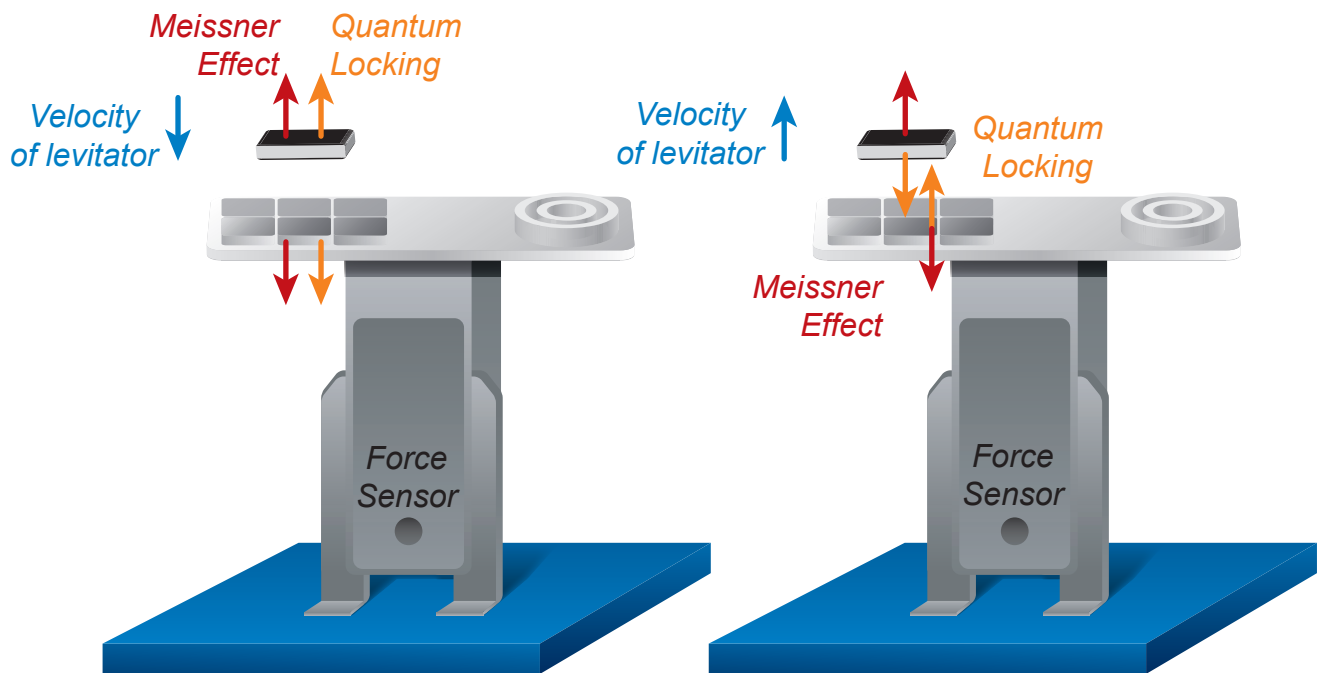 Meissner
Effect
Quantum
Locking
Velocity
of levitator
Force
Sensor
Velocity
of levitator
Quantum
Locking
Meissner
Effect
Force
Sensor